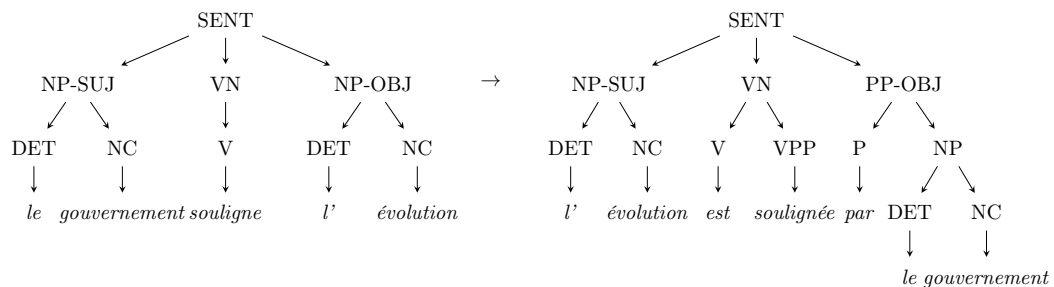 SENT SENT
NP-SUJ VN NP-OBJ → NP-SUJ VN PP-OBJ
DET NC V DET NC DET NC V VPP P NP
le gouvernement souligne l' évolution l' évolution est soulignée par DET NC
le gouvernement